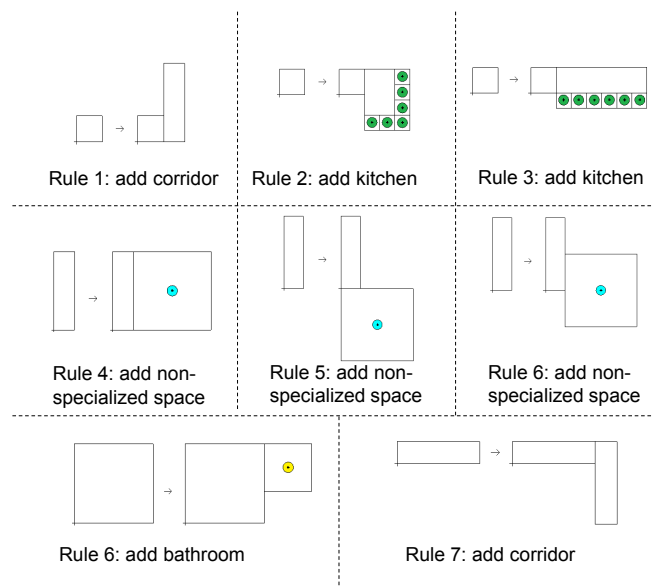 Rule 1: add corridor
Rule 2: add kitchen
Rule 3: add kitchen
Rule 4: add non-
specialized space
Rule 5: add non-
specialized space
Rule 6: add non-
specialized space
Rule 6: add bathroom
Rule 7: add corridor